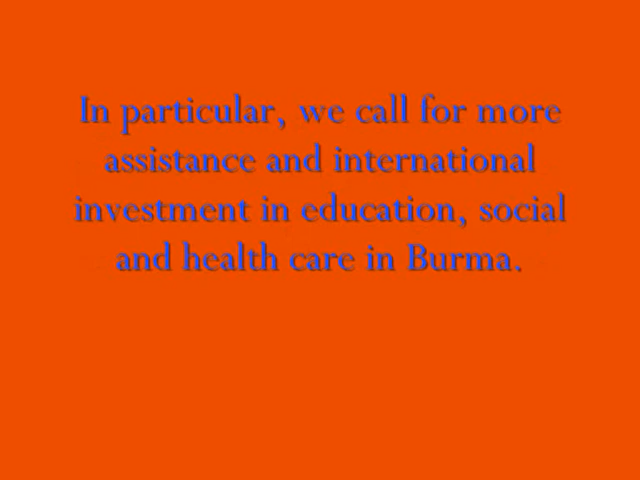 In particular, we call for more
assistance and international
investment in education, social
and health care in Burma.